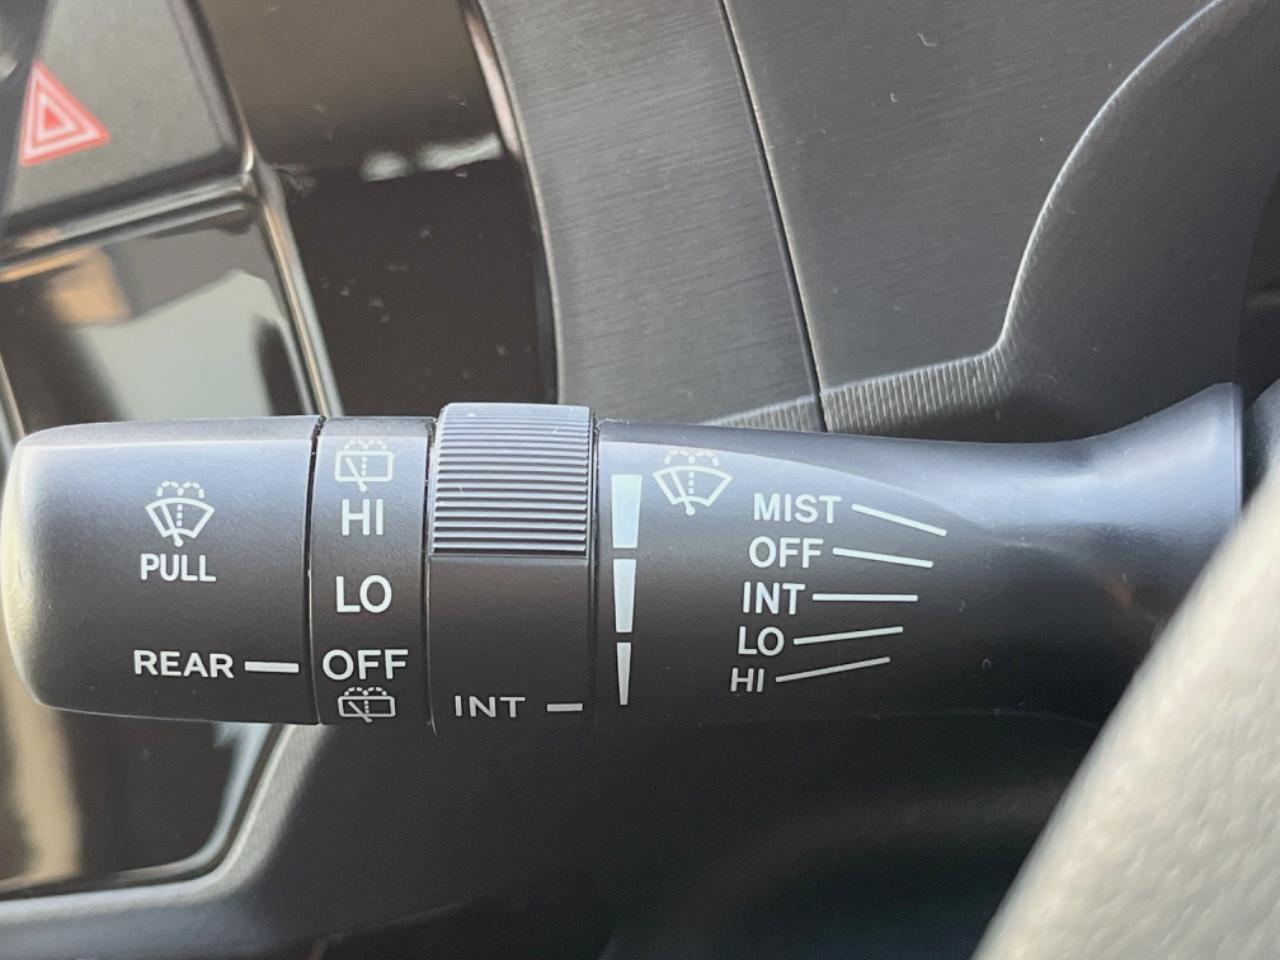 PULL
REAR
HI
LO
OFF
INT
MIST
OFF
INT
LO
HI